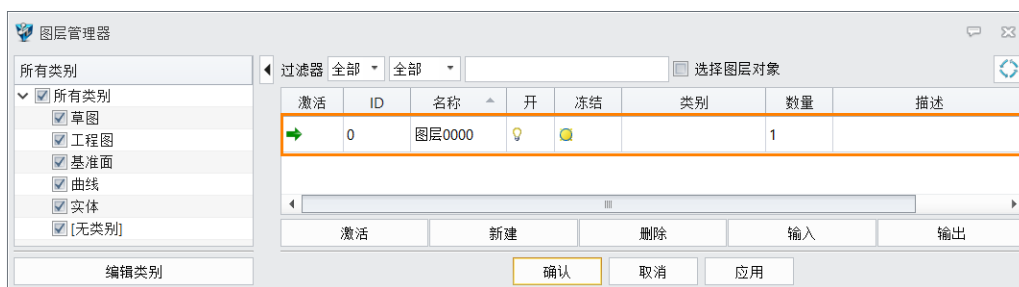 图层管理器
所有类别
过滤器 全部 全部 选择图层对象
所有类别
草图
工程图
基准面
曲线
实体
[无类别]
编辑类别
激活 ID 名称 开 冻结 类别 数量 描述
0 图层0000 1
激活 新建 删除 输入 输出
确认 取消 应用